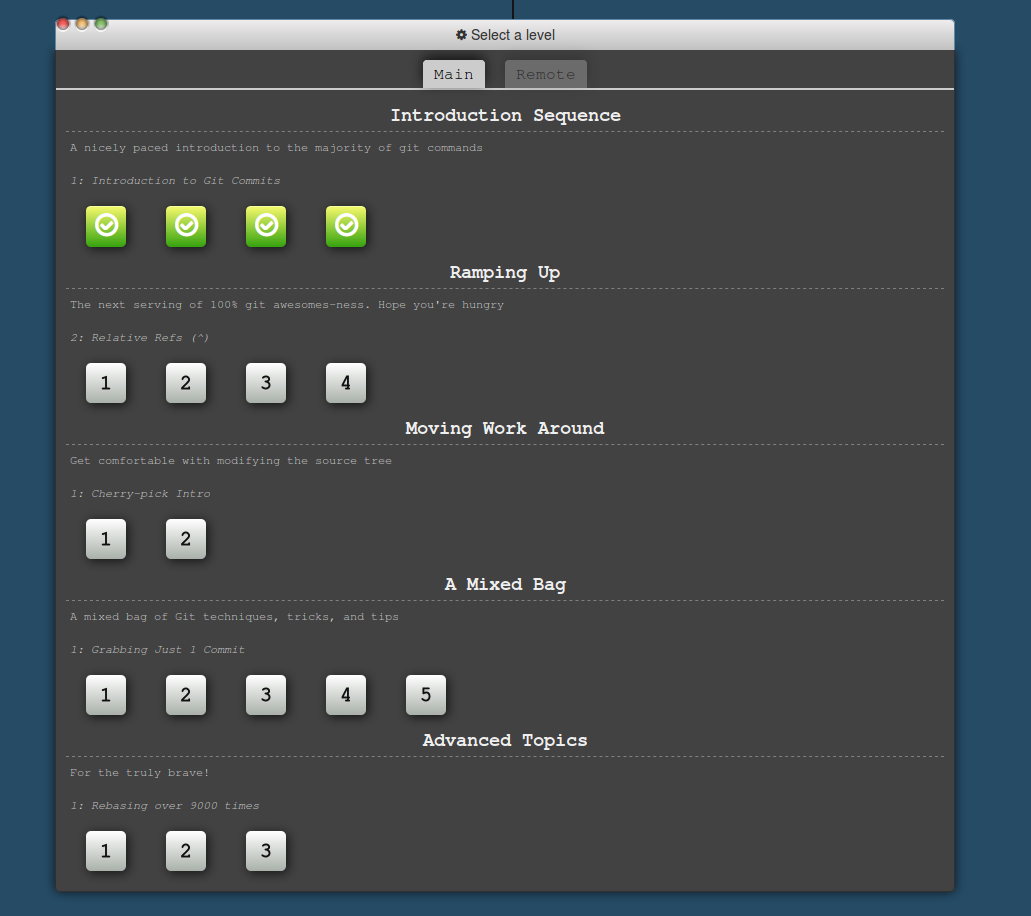 Select a level
Main Remote
Introduction Sequence
A nicely paced introduction to the majority of git commands
1: Introduction to Git Commits
Ramping Up
The next serving of 100% git awesomes-ness. Hope you're hungry
2: Relative Refs (^)
1 2 3 4
Moving Work Around
Get comfortable with modifying the source tree
1: Cherry-pick Intro
1 2
A Mixed Bag
A mixed bag of Git techniques, tricks, and tips
1: Grabbing Just 1 Commit
1 2 3 4 5
Advanced Topics
For the truly brave!
1: Rebasing over 9000 times
1 2 3